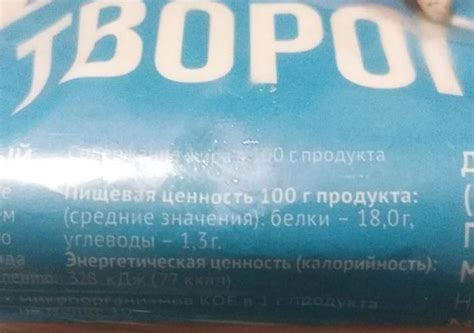 ТВОРОГ
100 г продукта
Пищевая ценность 100 г продукта:
(средние значения): белки – 18,0г,
углеводы – 1,3г.
Энергетическая ценность (калорийность):
328 кДж (77 ккал)
микроорганизмов КОЕ в 1 г продукта